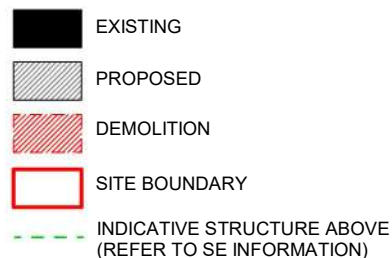 EXISTING
PROPOSED
DEMOLITION
SITE BOUNDARY
INDICATIVE STRUCTURE ABOVE
(REFER TO SE INFORMATION)